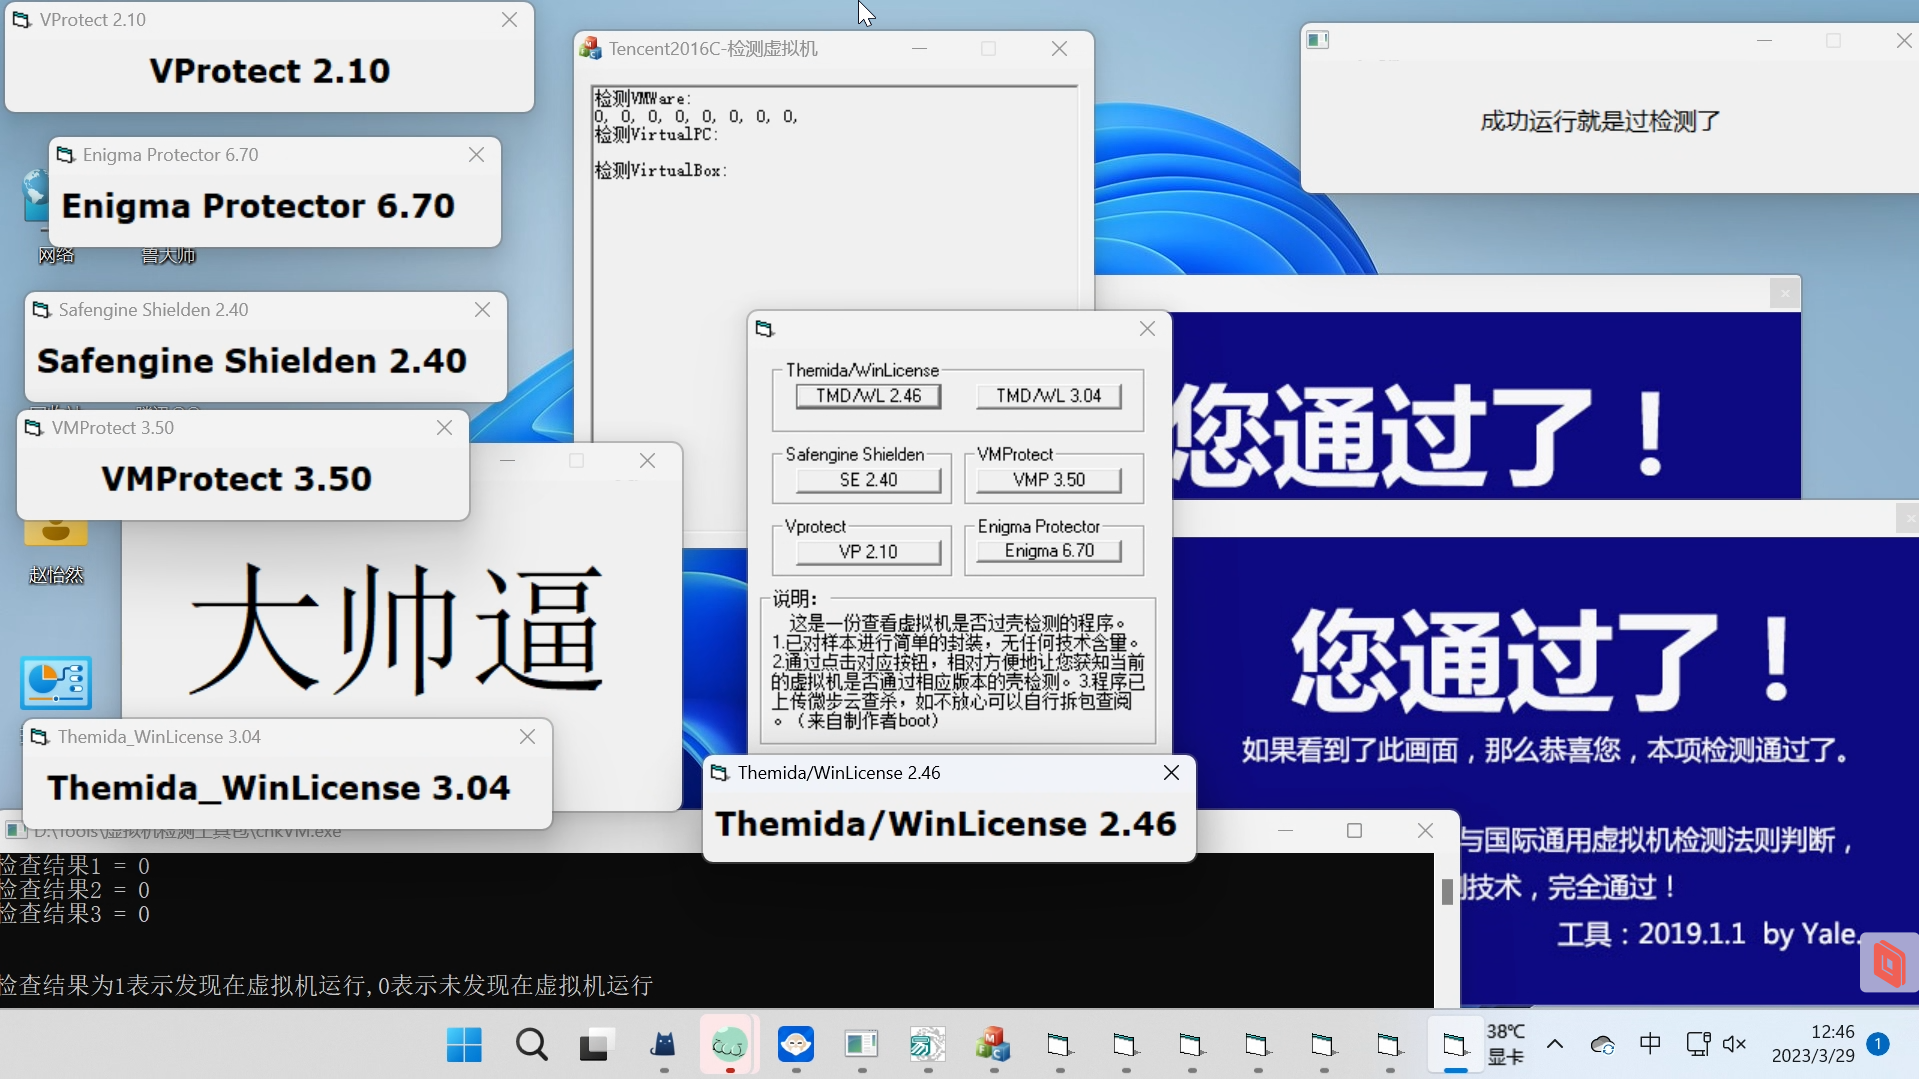 VProtect 2.10
VProtect 2.10
Enigma Protector 6.70
Enigma Protector 6.70
网络
鲁大师
Safengine Shielden 2.40
Safengine Shielden 2.40
VMProtect 3.50
VMProtect 3.50
赵怡然
大帅逼
Themida_WinLicense 3.04
Themida_WinLicense 3.04
Tencent2016C-检测虚拟机
检测VMWare:
0, 0, 0, 0, 0, 0, 0, 0,
检测VirtualPC:
检测VirtualBox:
成功运行就是过检测了
Themida/WinLicense
TMD/WL 2.46
TMD/WL 3.04
Safengine Shielden
SE 2.40
VMProtect
VMP 3.50
Vprotect
VP 2.10
Enigma Protector
Enigma 6.70
说明:
这是一份查看虚拟机是否过壳检测的程序。
1.已对样本进行简单的封装，无任何技术含量。
2.通过点击对应按钮，相对方便地让您获知当前
的虚拟机是否通过相应版本的壳检测。3.程序已
上传微步云查杀，如不放心可以自行拆包查阅
。（来自制作者boot）
Themida/WinLicense 2.46
Themida/WinLicense 2.46
您通过了！
您通过了！
如果看到了此画面，那么恭喜您，本项检测通过了。
与国际通用虚拟机检测法则判断，
技术，完全通过！
工具：2019.1.1 by Yale.
D:\Tools\虚拟机检测工具包\chkVM.exe
检查结果1 = 0
检查结果2 = 0
检查结果3 = 0
检查结果为1表示发现在虚拟机运行,0表示未发现在虚拟机运行
38℃
显卡
中
12:46
2023/3/29
1